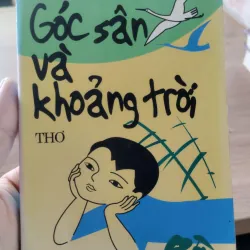 Góc sân
và
khoảng trời
THƠ